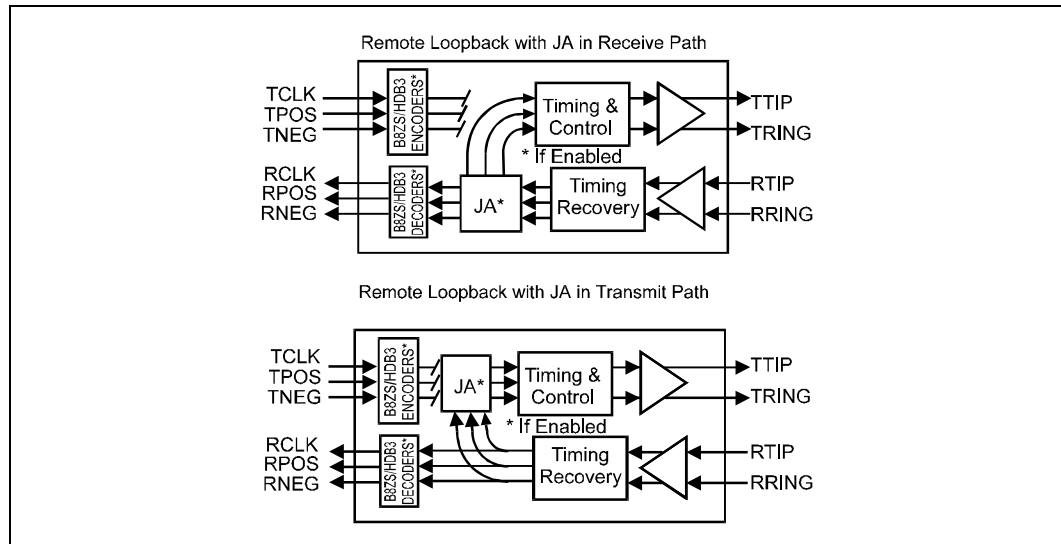 Remote Loopback with JA in Receive Path
TCLK
TPOS
TNEG
B8ZS/HDB3
ENCODERS*
Timing &
Control
TTIP
TRING
* If Enabled
RCLK
RPOS
RNEG
B8ZS/HDB3
DECODERS*
JA*
Timing
Recovery
RTIP
RRING
Remote Loopback with JA in Transmit Path
TCLK
TPOS
TNEG
B8ZS/HDB3
ENCODERS*
JA*
Timing &
Control
TTIP
TRING
* If Enabled
RCLK
RPOS
RNEG
B8ZS/HDB3
DECODERS*
Timing
Recovery
RTIP
RRING